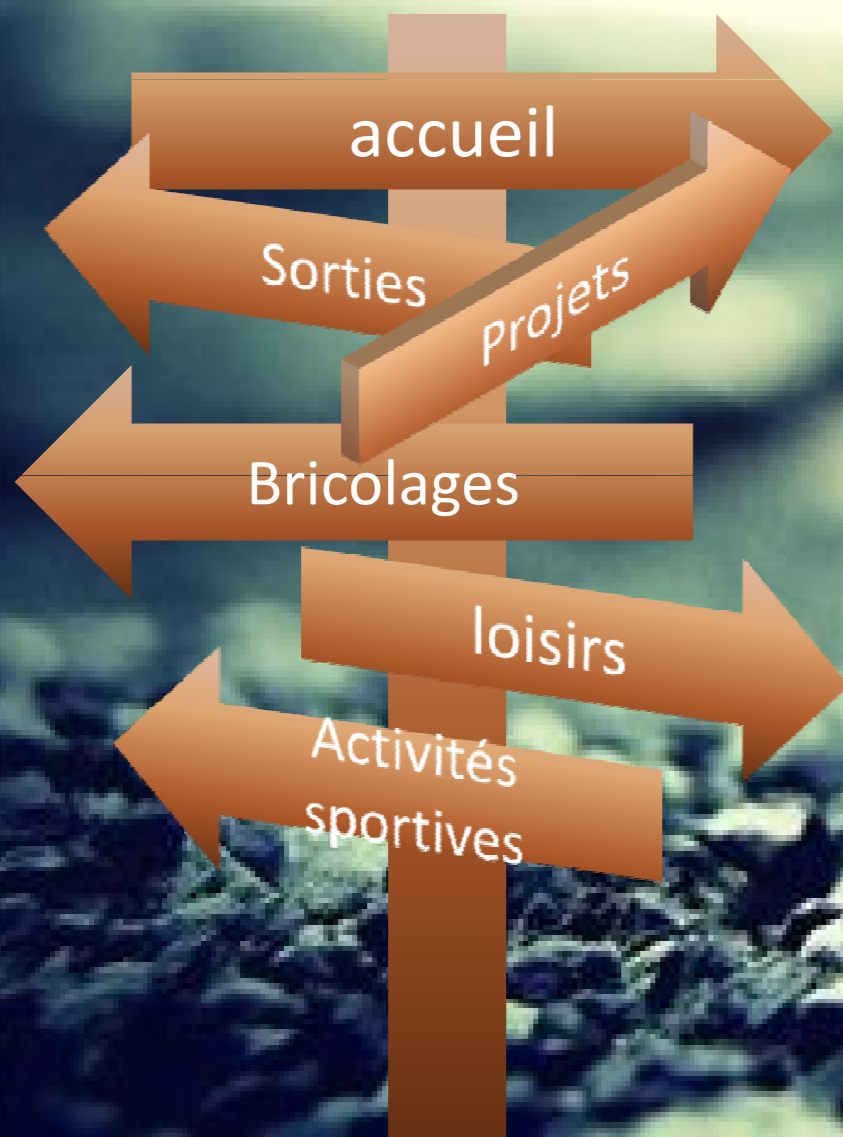 accueil
Sorties
Projets
Bricolages
loisirs
Activités
sportives